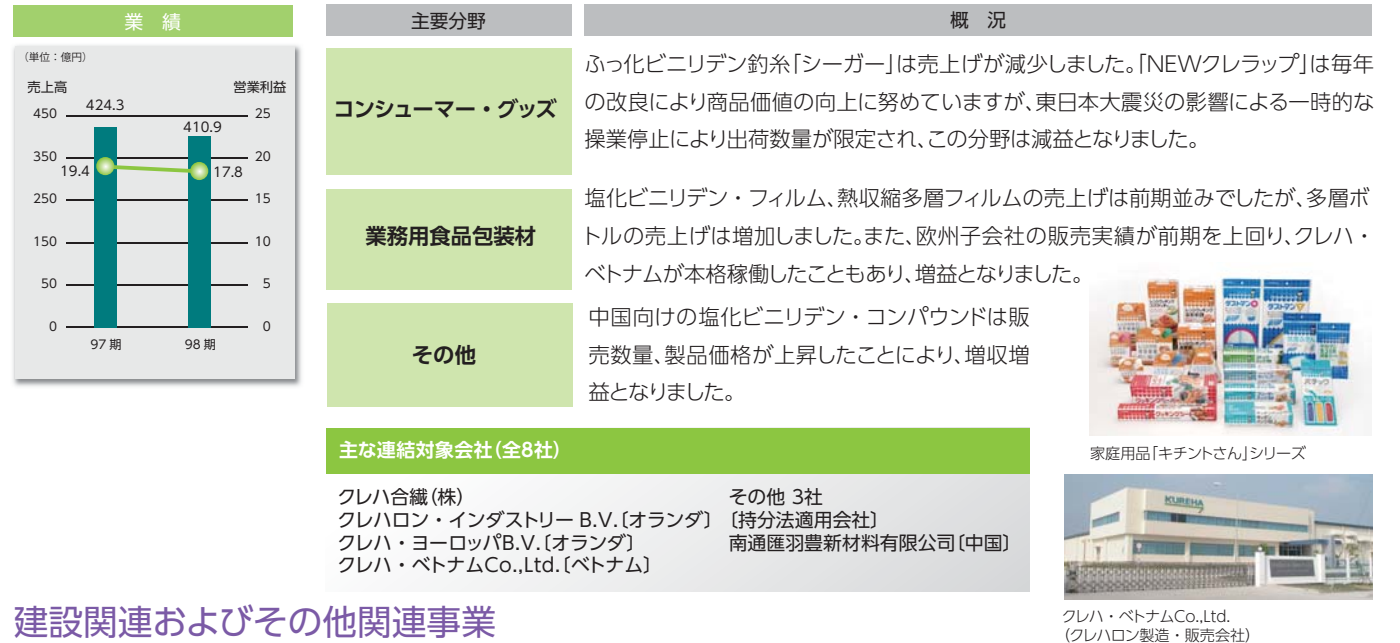 業 績
（単位：億円）
売上高 営業利益
450 424.3 25
410.9
350 20
19.4 17.8
250 15
150 10
50 5
0 0
97 期 98 期
主要分野 概 況
コンシューマー・グッズ
ふっ化ビニリデン釣糸「シーガー」は売上げが減少しました。「NEWクレラップ」は毎年
の改良により商品価値の向上に努めていますが、東日本大震災の影響による一時的な
操業停止により出荷数量が限定され、この分野は減益となりました。
業務用食品包装材
塩化ビニリデン・フィルム、熱収縮多層フィルムの売上げは前期並みでしたが、多層ボ
トルの売上げは増加しました。また、欧州子会社の販売実績が前期を上回り、クレハ・
ベトナムが本格稼働したこともあり、増益となりました。
その他
中国向けの塩化ビニリデン・コンパウンドは販
売数量、製品価格が上昇したことにより、増収増
益となりました。
主な連結対象会社（全8社）
クレハ合繊（株）
クレハロン・インダストリー B.V.〔オランダ〕
クレハ・ヨーロッパB.V.〔オランダ〕
クレハ・ベトナムCo.,Ltd.〔ベトナム〕
その他 3社
〔持分法適用会社〕
南通匯羽豊新材料有限公司〔中国〕
家庭用品「キチントさん」シリーズ
KUREHA
クレハ・ベトナムCo.,Ltd.
（クレハロン製造・販売会社）
建設関連およびその他関連事業